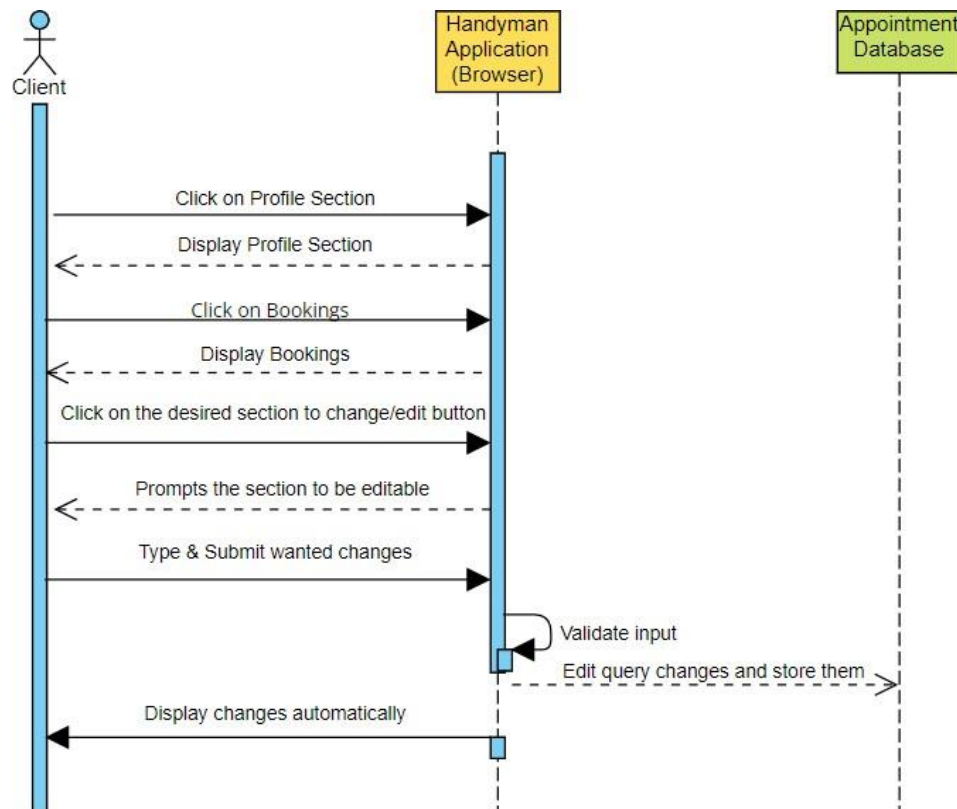 Client
Handyman
Application
(Browser)
Appointment
Database
Click on Profile Section
Display Profile Section
Click on Bookings
Display Bookings
Click on the desired section to change/edit button
Prompts the section to be editable
Type & Submit wanted changes
Validate input
Edit query changes and store them
Display changes automatically